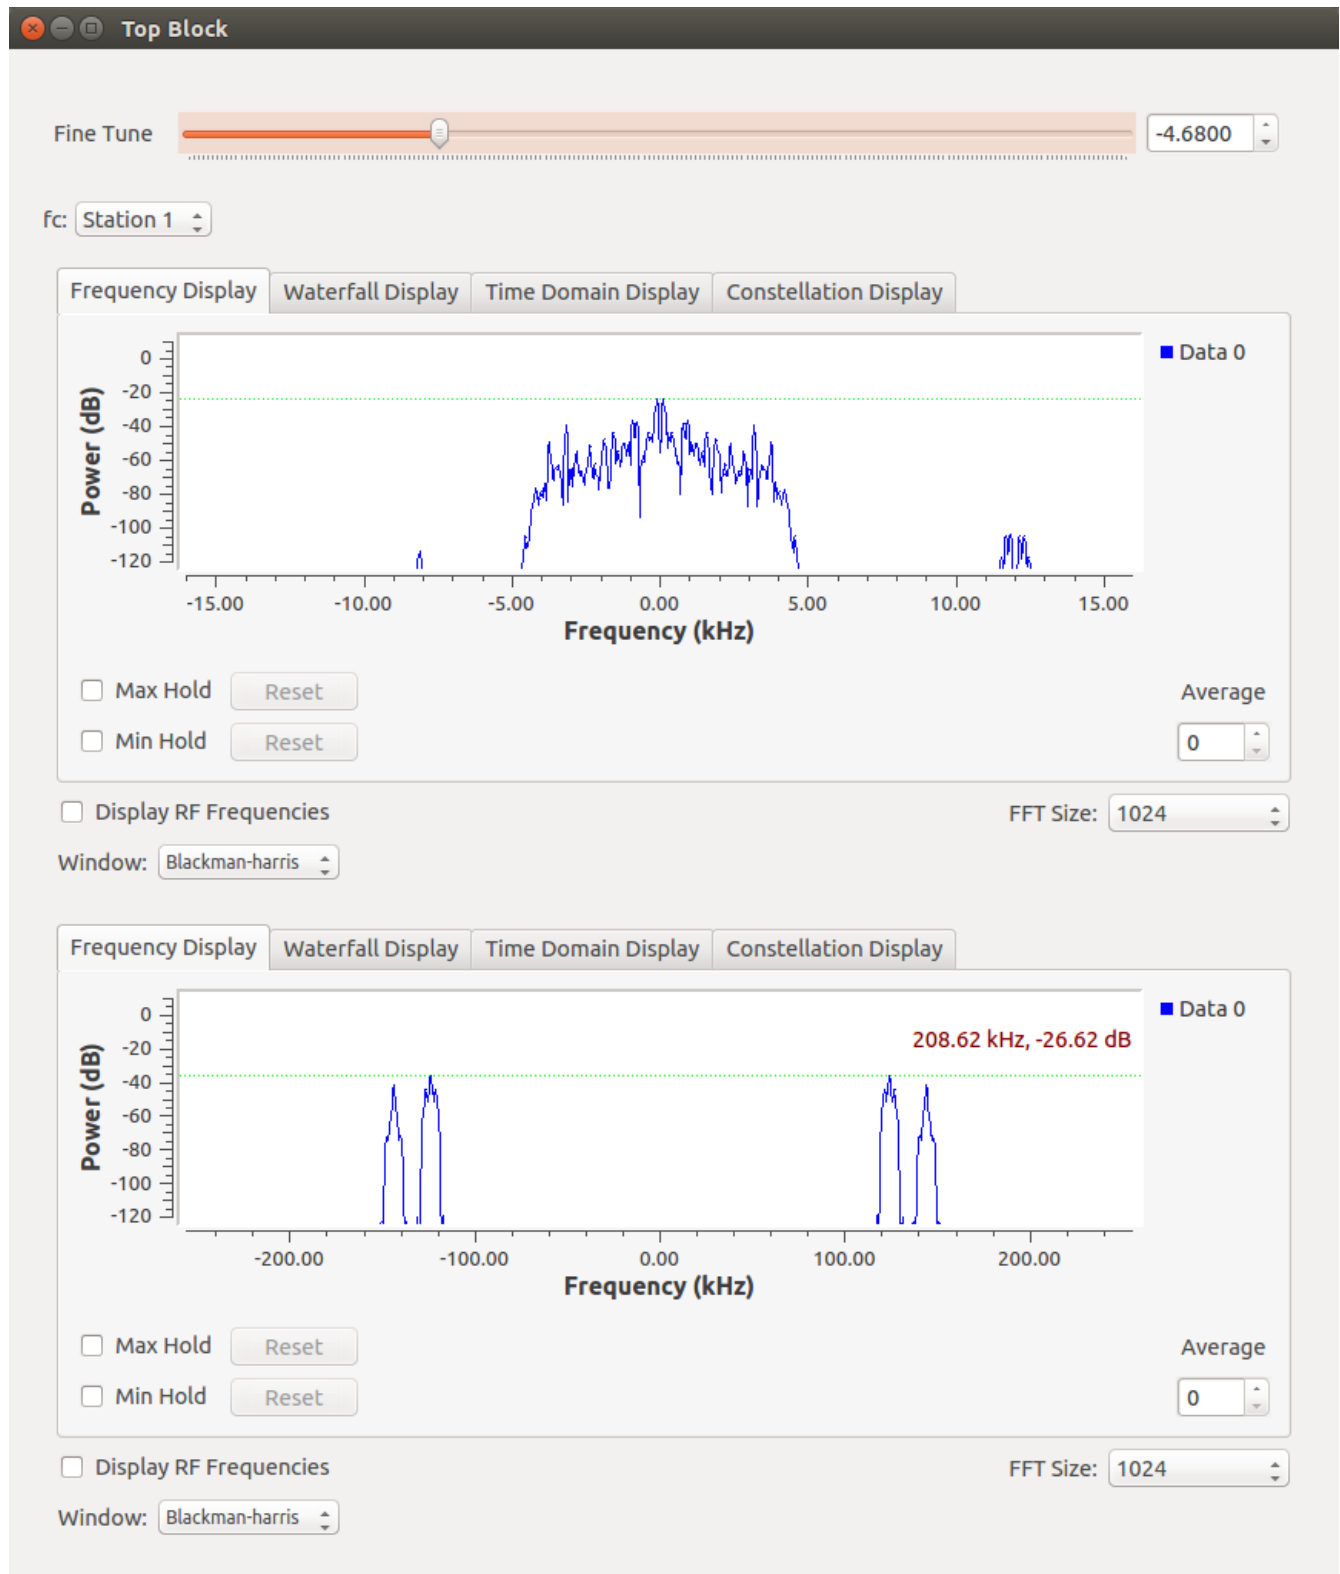 Top Block
Fine Tune
-4.6800
fc: Station 1
Frequency Display Waterfall Display Time Domain Display Constellation Display
Data 0
0
-20
-40
-60
-80
-100
-120
Power (dB)
-15.00 -10.00 -5.00 0.00 5.00 10.00 15.00
Frequency (kHz)
Max Hold Reset Average
Min Hold Reset 0
Display RF Frequencies FFT Size: 1024
Window: Blackman-harris
Frequency Display Waterfall Display Time Domain Display Constellation Display
Data 0
208.62 kHz, -26.62 dB
0
-20
-40
-60
-80
-100
-120
Power (dB)
-200.00 -100.00 0.00 100.00 200.00
Frequency (kHz)
Max Hold Reset Average
Min Hold Reset 0
Display RF Frequencies FFT Size: 1024
Window: Blackman-harris